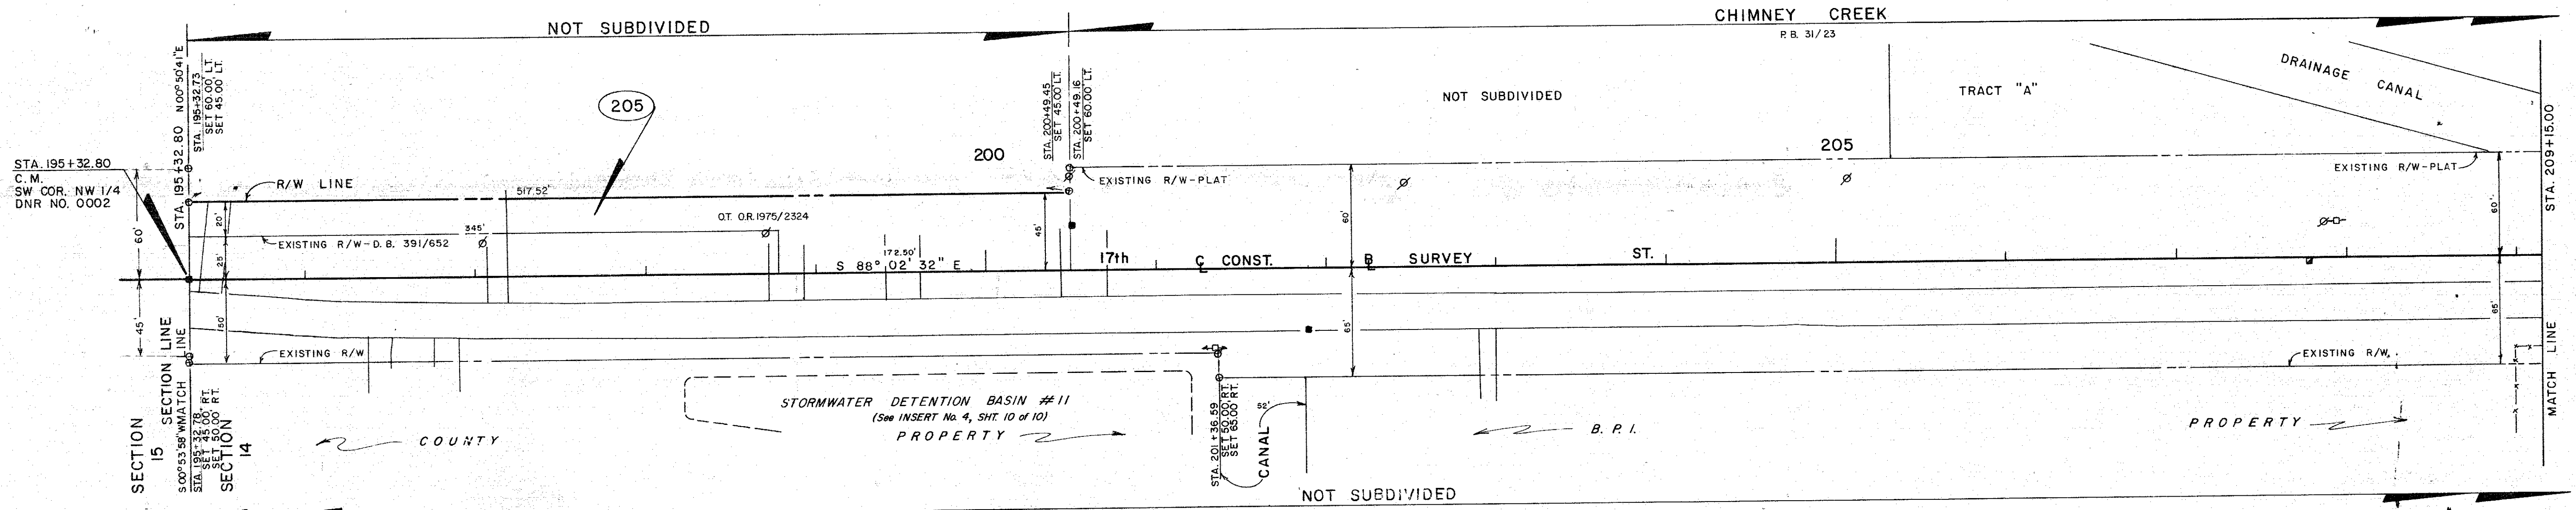 NOT SUBDIVIDED
CHIMNEY CREEK
P.B. 31/23
STA. 195+32.80 N00°50'41"E
STA. 195+32.73
SET 60.00' LT.
SET 45.00' LT.
205
STA. 200+49.45
SET 45.00' LT.
STA. 200+49.16
SET 60.00' LT.
NOT SUBDIVIDED
TRACT "A"
DRAINAGE CANAL
STA. 209+15.00
STA. 195+32.80
C. M.
SW COR. NW 1/4
DNR NO. 0002
200
205
R/W LINE
517.52'
EXISTING R/W-PLAT
EXISTING R/W-PLAT
60'
20'
25'
Q.T. O.R. 1975/2324
EXISTING R/W-D.B. 391/652
345'
45'
60'
60'
172.50'
S 88° 02' 32" E
17th
C CONST.
B SURVEY
ST.
45'
50'
65'
65'
EXISTING R/W
EXISTING R/W
SECTION LINE
S00°53'58"W MATCH LINE
STA. 195+32.78
SET 45.00' RT.
SET 50.00' RT.
SECTION
15
SECTION
14
COUNTY
STORMWATER DETENTION BASIN #11
(See INSERT No. 4, SHT. 10 of 10)
PROPERTY
STA. 201+36.59
SET 50.00' RT.
SET 65.00' RT.
CANAL
52'
B. P. I.
PROPERTY
MATCH LINE
NOT SUBDIVIDED